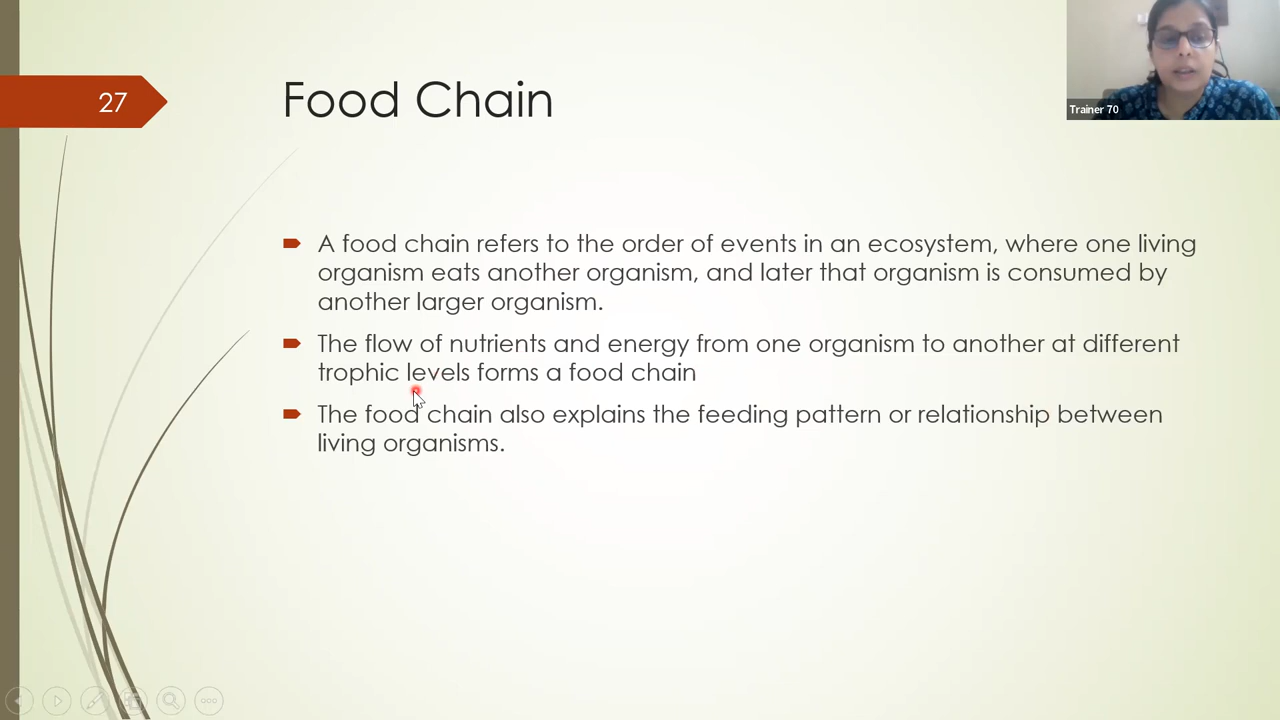 27
Food Chain
Trainer 70
A food chain refers to the order of events in an ecosystem, where one living
organism eats another organism, and later that organism is consumed by
another larger organism.
The flow of nutrients and energy from one organism to another at different
trophic levels forms a food chain
The food chain also explains the feeding pattern or relationship between
living organisms.